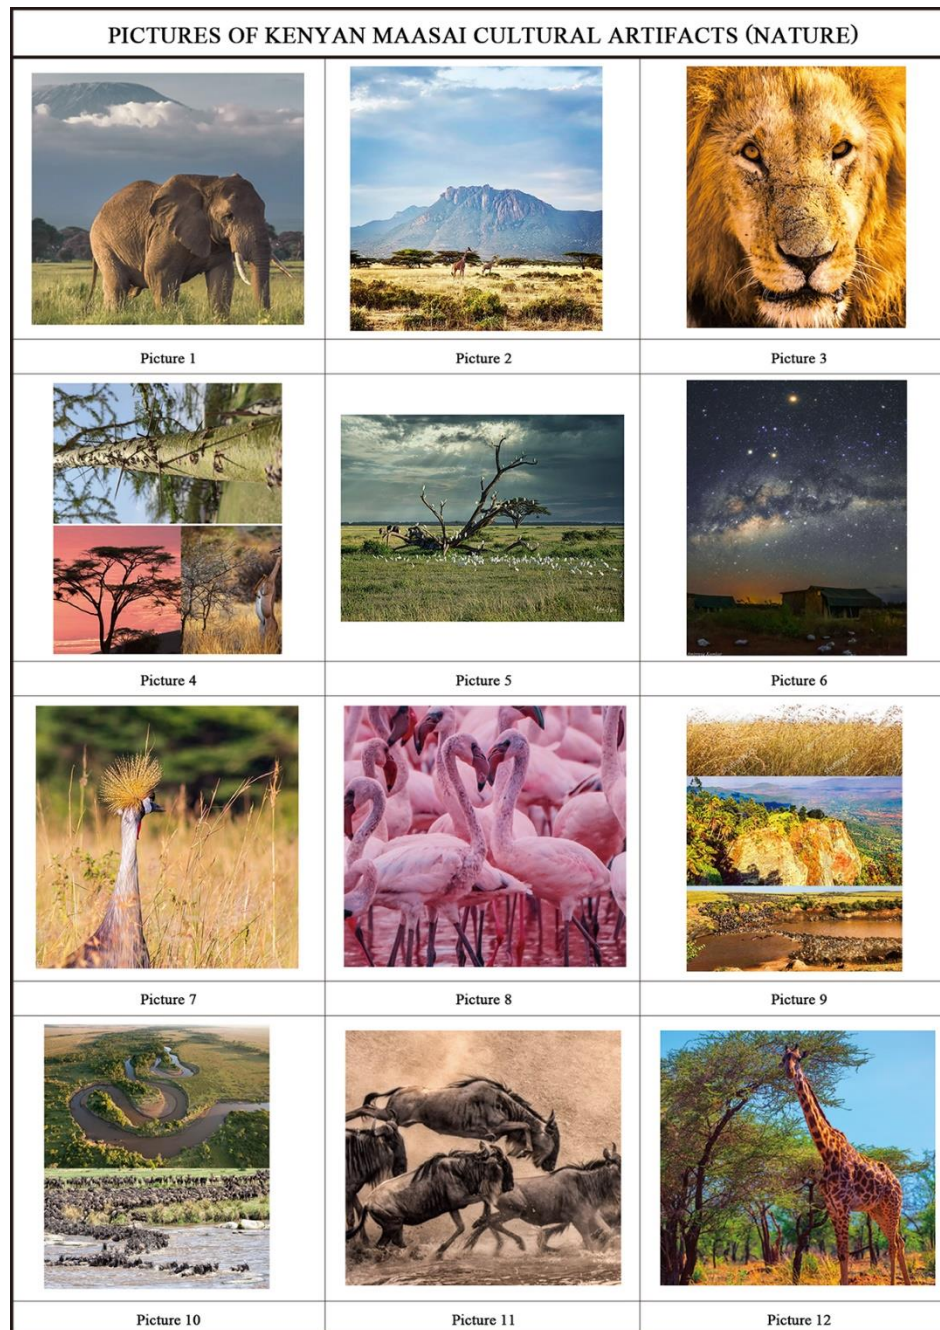 PICTURES OF KENYAN MAASAI CULTURAL ARTIFACTS (NATURE)
Picture 1
Picture 2
Picture 3
Picture 4
Picture 5
Picture 6
Picture 7
Picture 8
Picture 9
Picture 10
Picture 11
Picture 12